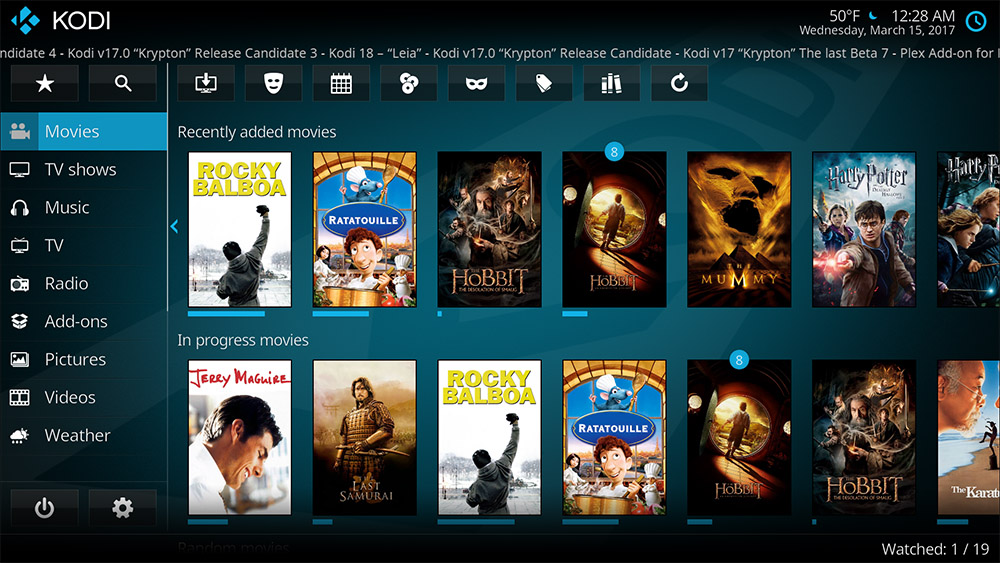 KODI
50°F 12:28 AM
Wednesday, March 15, 2017
ndidate 4 - Kodi v17.0 “Krypton” Release Candidate 3 - Kodi 18 – “Leia” - Kodi v17.0 “Krypton” Release Candidate - Kodi v17 “Krypton” The last Beta 7 - Plex Add-on for
Movies
TV shows
Music
TV
Radio
Add-ons
Pictures
Videos
Weather
Recently added movies
8
ROCKY
BALBOA
RATATOUILLE
THE HOBBIT
THE DESOLATION OF SMAUG
THE HOBBIT
THE
MUMMY
Harry Potter
Harry Pott
In progress movies
8
JERRY MAGUIRE
THE LAST
SAMURAI
ROCKY
BALBOA
RATATOUILLE
THE HOBBIT
THE HOBBIT
THE DESOLATION OF SMAUG
The Karat
Random movies
Watched: 1 / 19